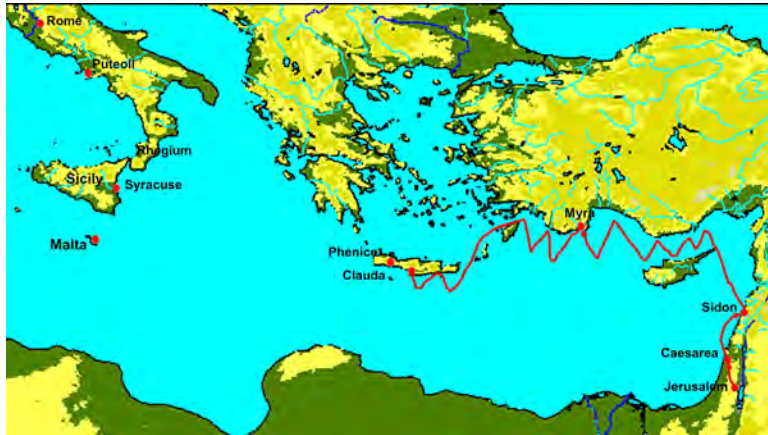 Rome
Puteoli
Rhegium
Sicily
Syracuse
Malta
Myra
Phenice
Clauda
Sidon
Caesarea
Jerusalem